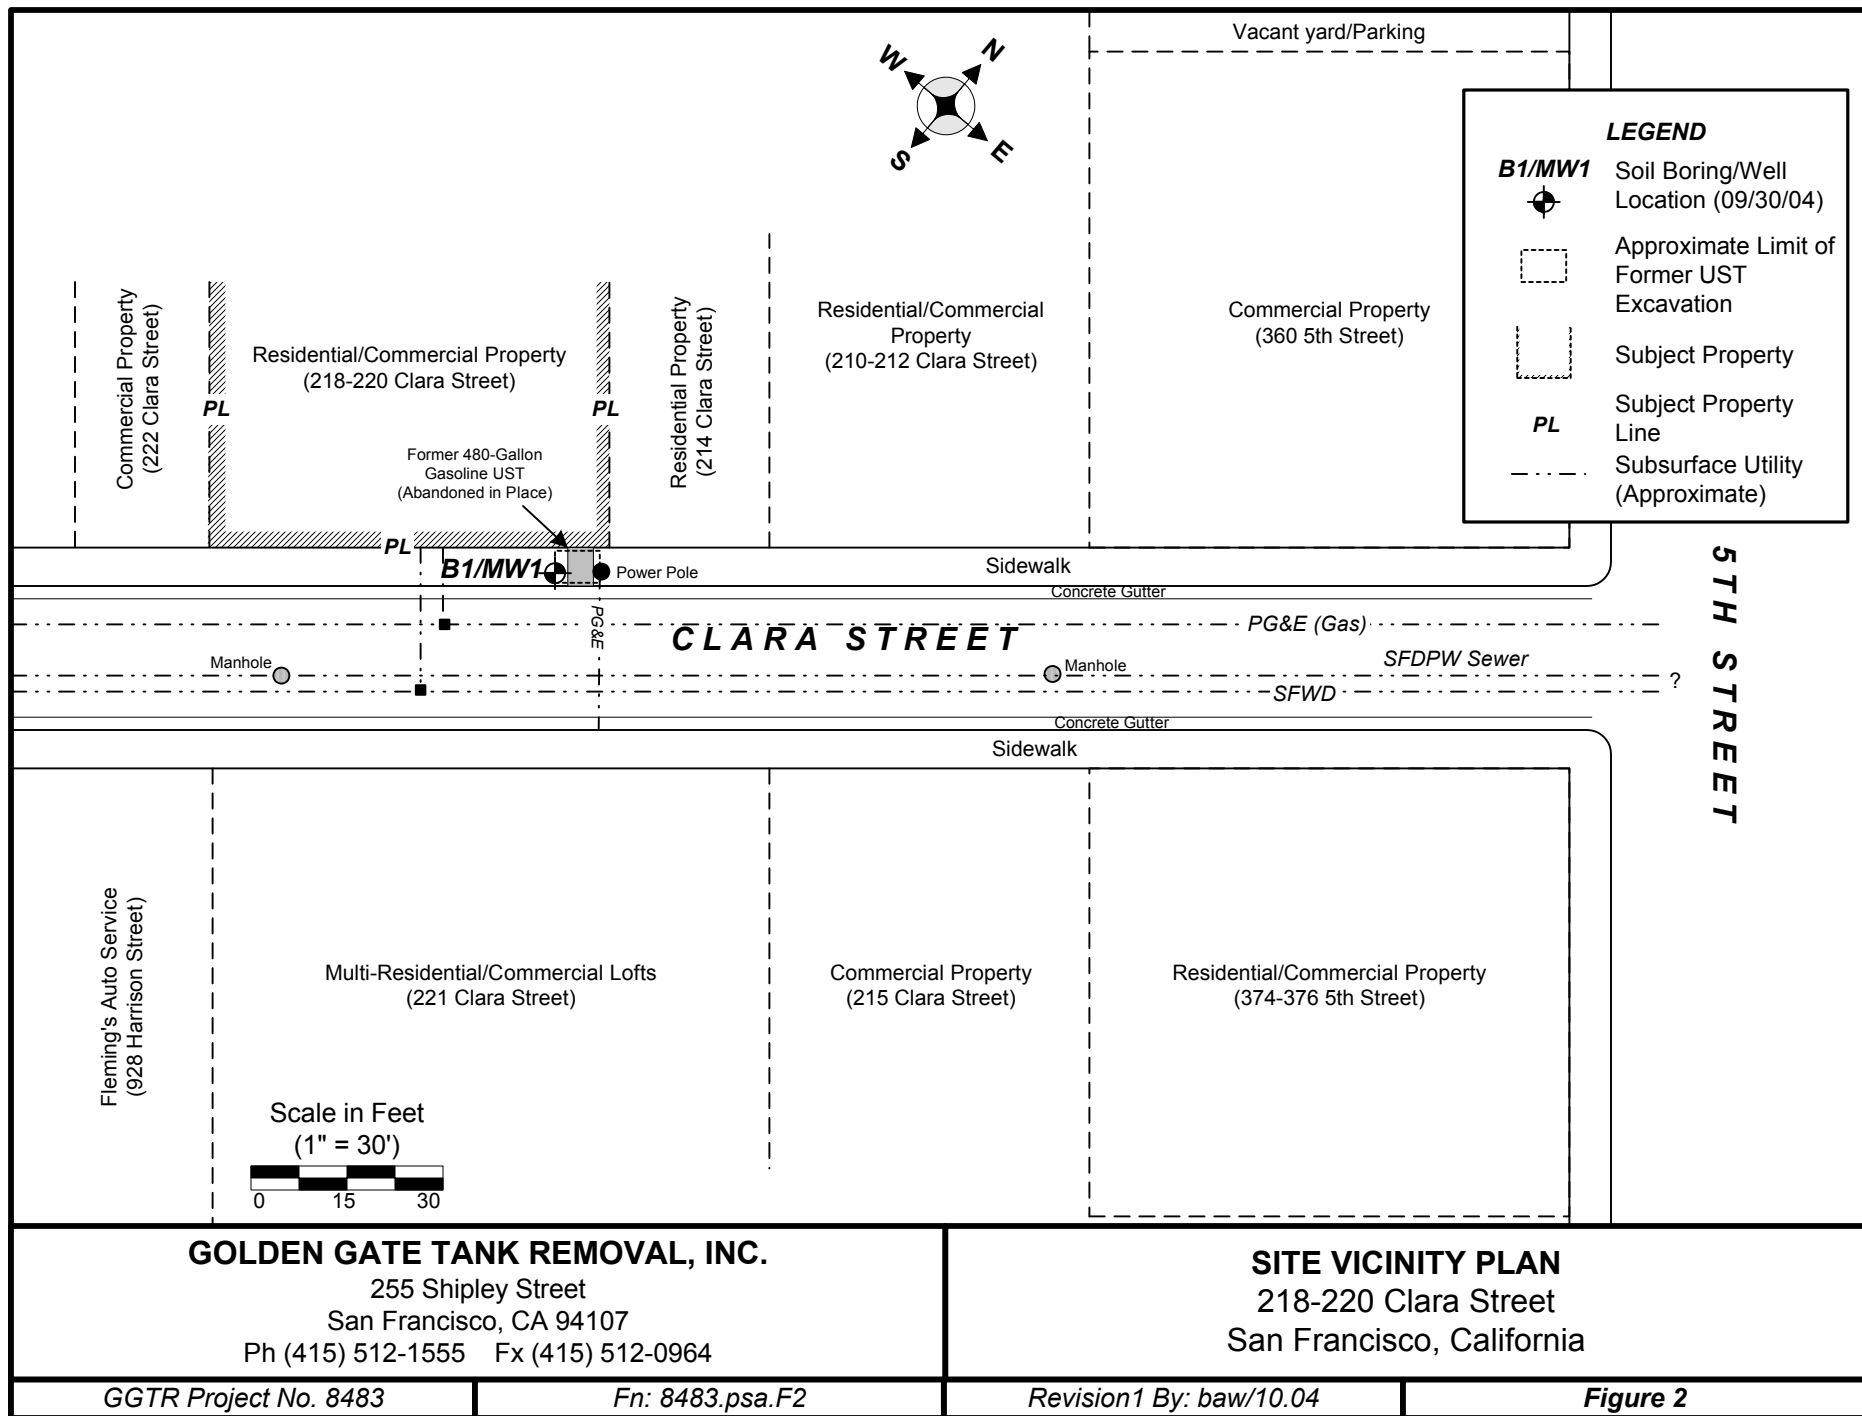 Vacant yard/Parking
W
N
S
E
LEGEND
B1/MW1
Soil Boring/Well
Location (09/30/04)
Approximate Limit of
Former UST
Excavation
Subject Property
PL
Subject Property
Line
Subsurface Utility
(Approximate)
Commercial Property
(222 Clara Street)
PL
Residential/Commercial Property
(218-220 Clara Street)
PL
Residential Property
(214 Clara Street)
Residential/Commercial
Property
(210-212 Clara Street)
Commercial Property
(360 5th Street)
Former 480-Gallon
Gasoline UST
(Abandoned in Place)
PL
B1/MW1
Power Pole
Sidewalk
Concrete Gutter
PG&E
CLARA STREET
PG&E (Gas)
Manhole
Manhole
SFDPW Sewer
SFWD
?
Concrete Gutter
Sidewalk
5TH STREET
Fleming's Auto Service
(928 Harrison Street)
Multi-Residential/Commercial Lofts
(221 Clara Street)
Commercial Property
(215 Clara Street)
Residential/Commercial Property
(374-376 5th Street)
Scale in Feet
(1" = 30')
0 15 30
GOLDEN GATE TANK REMOVAL, INC.
255 Shipley Street
San Francisco, CA 94107
Ph (415) 512-1555 Fx (415) 512-0964
SITE VICINITY PLAN
218-220 Clara Street
San Francisco, California
GGTR Project No. 8483
Fn: 8483.psa.F2
Revision1 By: baw/10.04
Figure 2